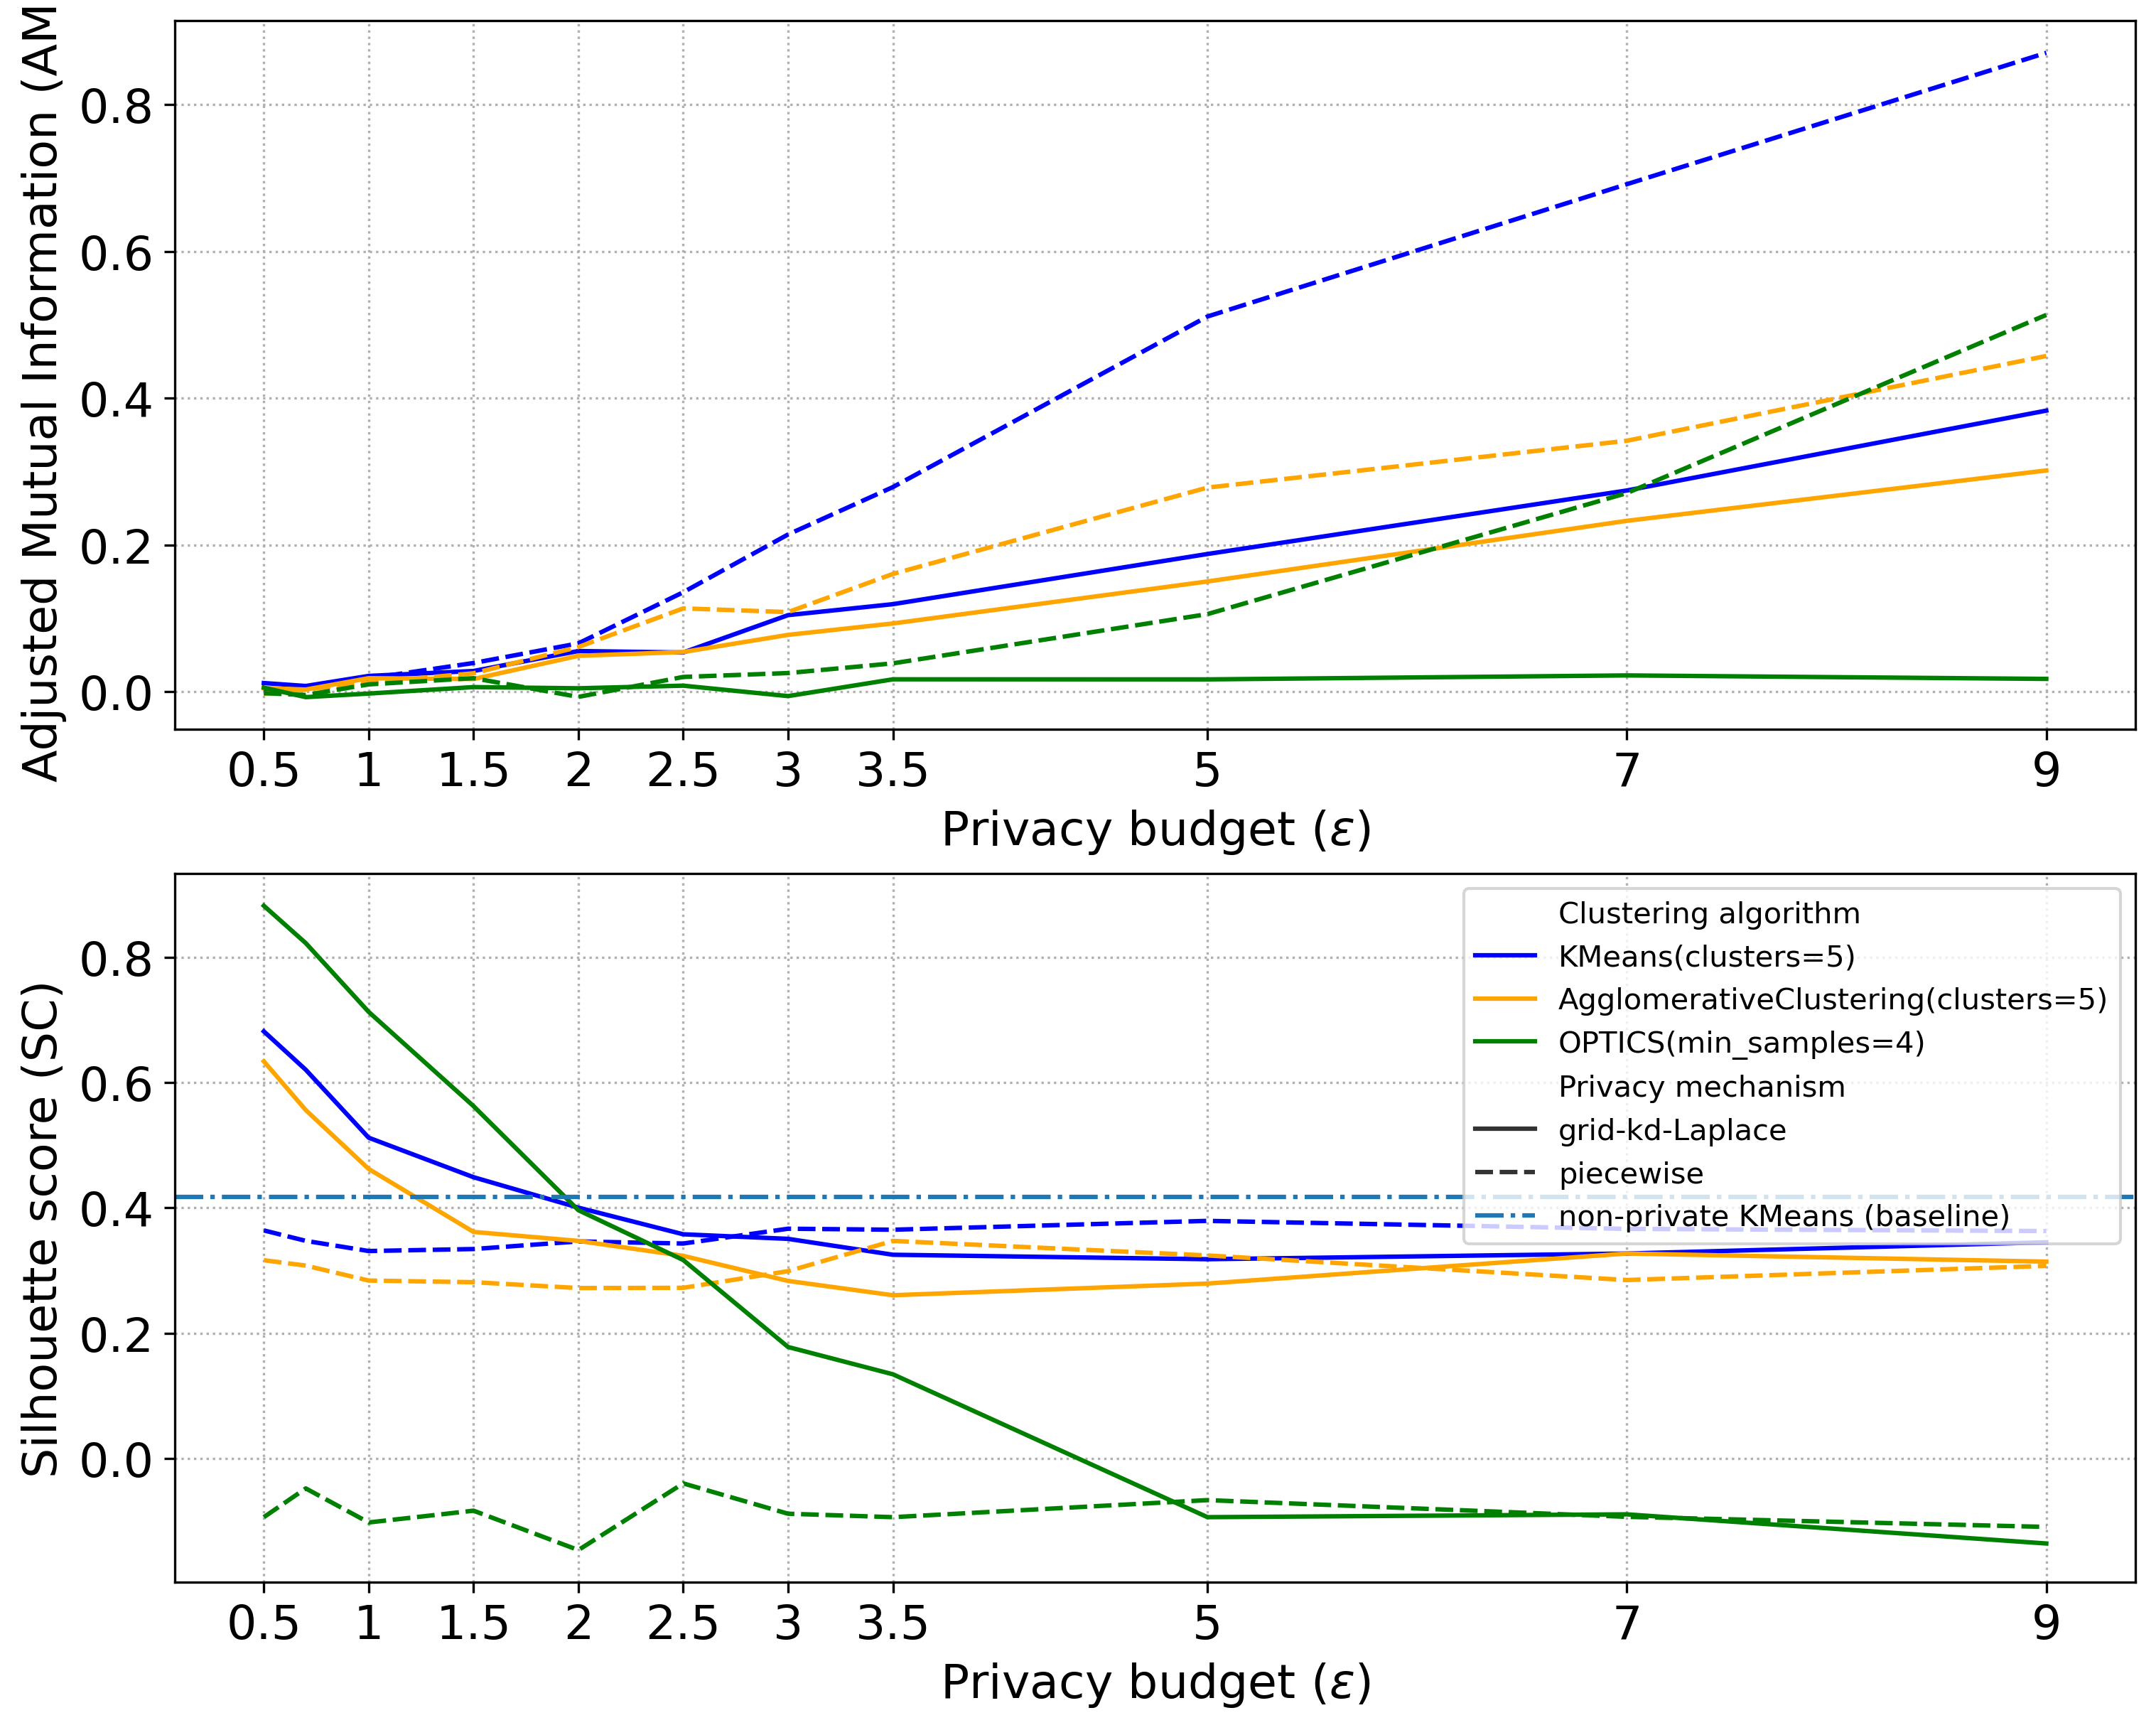 Adjusted Mutual Information (AM
0.8
0.6
0.4
0.2
0.0
0.5 1 1.5 2 2.5 3 3.5 5 7 9
Privacy budget (ε)
Silhouette score (SC)
0.8
0.6
0.4
0.2
0.0
Clustering algorithm
KMeans(clusters=5)
AgglomerativeClustering(clusters=5)
OPTICS(min_samples=4)
Privacy mechanism
grid-kd-Laplace
piecewise
non-private KMeans (baseline)
0.5 1 1.5 2 2.5 3 3.5 5 7 9
Privacy budget (ε)